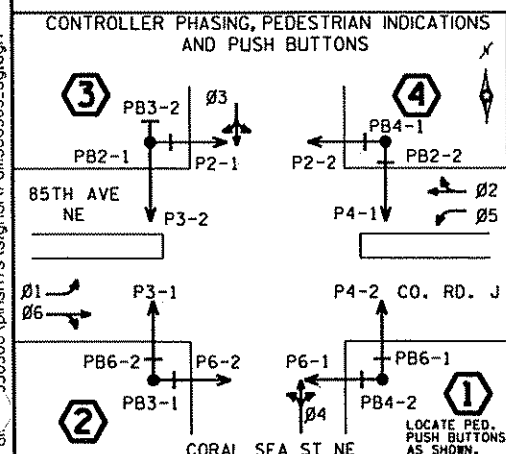 CONTROLLER PHASING, PEDESTRIAN INDICATIONS
AND PUSH BUTTONS
N
3
4
PB3-2
Ø3
PB4-1
PB2-1
P2-1
P2-2
PB2-2
85TH AVE
NE
P3-2
P4-1
Ø2
Ø5
Ø1
Ø6
P3-1
P4-2
CO. RD. J
PB6-2
P6-2
P6-1
PB6-1
PB3-1
PB4-2
Ø4
2
1
CORAL SEA ST NE
LOCATE PED.
PUSH BUTTONS
AS SHOWN.